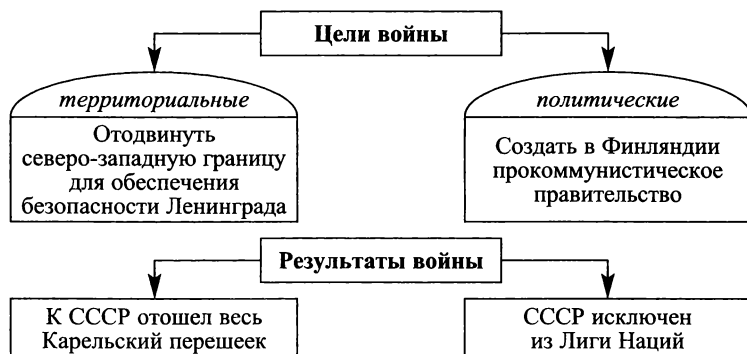 Цели войны
территориальные
Отодвинуть
северо-западную границу
для обеспечения
безопасности Ленинграда
политические
Создать в Финляндии
прокоммунистическое
правительство
Результаты войны
К СССР отошел весь
Карельский перешеек
СССР исключен
из Лиги Наций